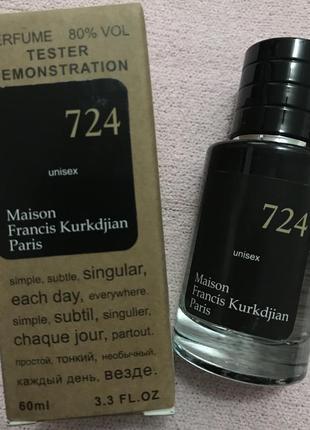 PERFUME 80% VOL
TESTER
DEMONSTRATION
724
unisex
Maison
Francis Kurkdjian
Paris
simple, subtle, singular,
each day, everywhere.
simple, subtil, singulier,
chaque jour, partout.
простой, тонкий, необычный,
каждый день, везде.
60ml 3.3 FL.OZ
724
unisex
Maison
Francis Kurkdjian
Paris